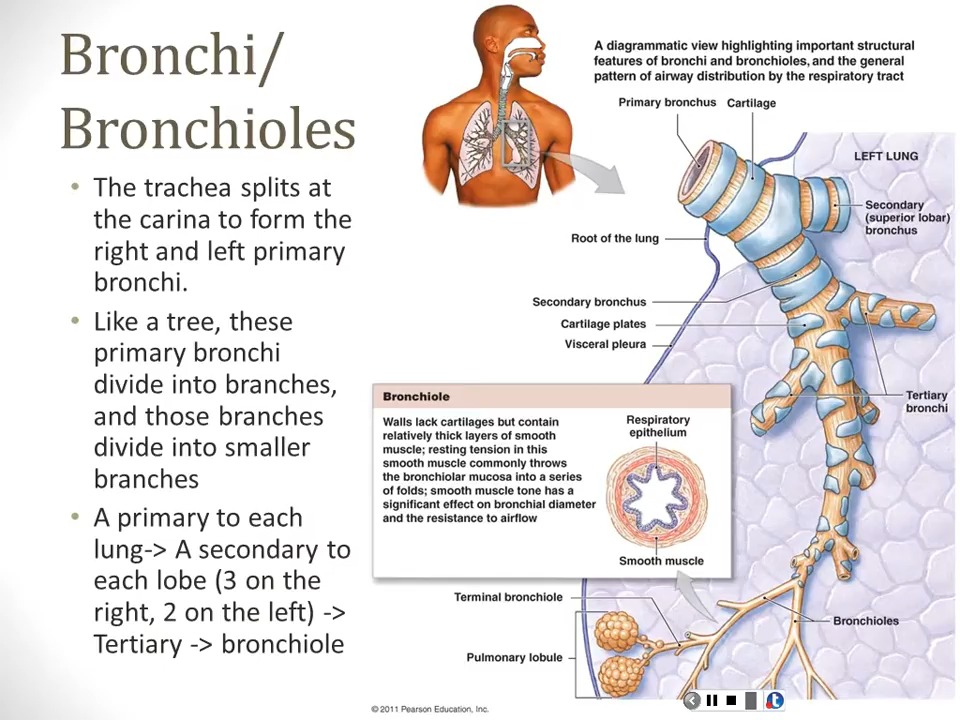 Bronchi/
Bronchioles
• The trachea splits at
the carina to form the
right and left primary
bronchi.
• Like a tree, these
primary bronchi
divide into branches,
and those branches
divide into smaller
branches
• A primary to each
lung-> A secondary to
each lobe (3 on the
right, 2 on the left) ->
Tertiary -> bronchiole
A diagrammatic view highlighting important structural
features of bronchi and bronchioles, and the general
pattern of airway distribution by the respiratory tract
Primary bronchus
Cartilage
LEFT LUNG
Secondary
(superior lobar)
bronchus
Root of the lung
Secondary bronchus
Cartilage plates
Visceral pleura
Tertiary
bronchi
Bronchiole
Walls lack cartilages but contain
relatively thick layers of smooth
muscle; resting tension in this
smooth muscle commonly throws
the bronchiolar mucosa into a series
of folds; smooth muscle tone has a
significant effect on bronchial diameter
and the resistance to airflow
Respiratory
epithelium
Smooth muscle
Terminal bronchiole
Bronchioles
Pulmonary lobule
© 2011 Pearson Education, Inc.
t